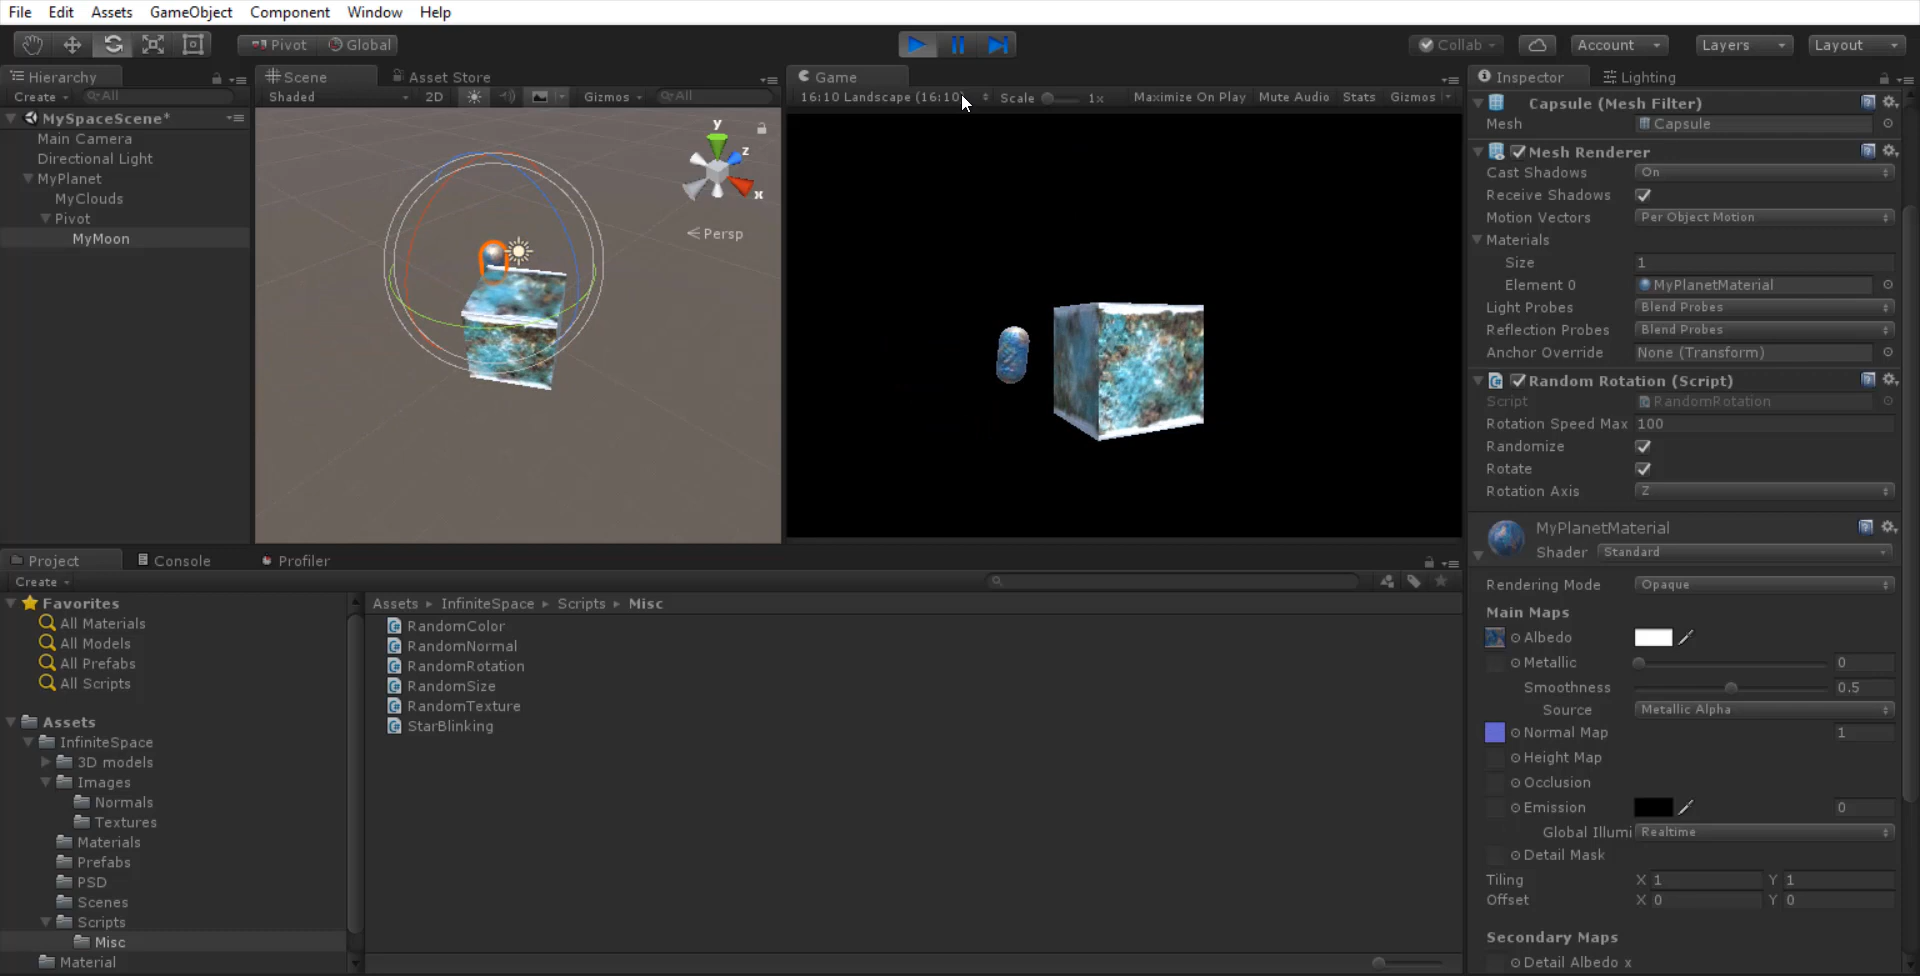 File Edit Assets GameObject Component Window Help
Pivot Global Collab Account Layers Layout
Hierarchy
Create All
MySpaceScene*
Main Camera
Directional Light
MyPlanet
MyClouds
Pivot
MyMoon
Scene Asset Store
Shaded 2D Gizmos All
y
z
x
Persp
Game
16:10 Landscape (16:10) Scale 1x Maximize On Play Mute Audio Stats Gizmos
Inspector Lighting
Capsule (Mesh Filter)
Mesh Capsule
Mesh Renderer
Cast Shadows On
Receive Shadows
Motion Vectors Per Object Motion
Materials
Size 1
Element 0 MyPlanetMaterial
Light Probes Blend Probes
Reflection Probes Blend Probes
Anchor Override None (Transform)
Random Rotation (Script)
Script RandomRotation
Rotation Speed Max 100
Randomize
Rotate
Rotation Axis Z
MyPlanetMaterial
Shader Standard
Rendering Mode Opaque
Main Maps
Albedo
Metallic 0
Smoothness 0.5
Source Metallic Alpha
Normal Map 1
Height Map
Occlusion
Emission 0
Global Illumi Realtime
Detail Mask
Tiling X 1 Y 1
Offset X 0 Y 0
Secondary Maps
Detail Albedo x
Project Console Profiler
Create
Favorites
All Materials
All Models
All Prefabs
All Scripts
Assets
InfiniteSpace
3D models
Images
Normals
Textures
Materials
Prefabs
PSD
Scenes
Scripts
Misc
Material
Assets InfiniteSpace Scripts Misc
RandomColor
RandomNormal
RandomRotation
RandomSize
RandomTexture
StarBlinking